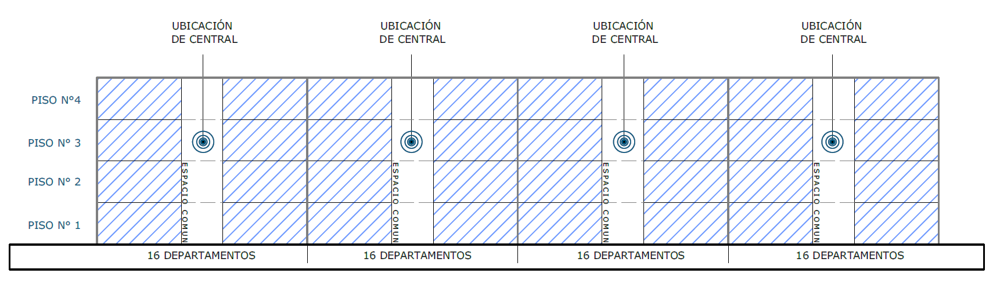 UBICACIÓN
DE CENTRAL
UBICACIÓN
DE CENTRAL
UBICACIÓN
DE CENTRAL
UBICACIÓN
DE CENTRAL
PISO N°4
PISO N° 3
PISO N° 2
PISO N° 1
ESPACIO COMUN
ESPACIO COMUN
ESPACIO COMUN
ESPACIO COMUN
16 DEPARTAMENTOS
16 DEPARTAMENTOS
16 DEPARTAMENTOS
16 DEPARTAMENTOS